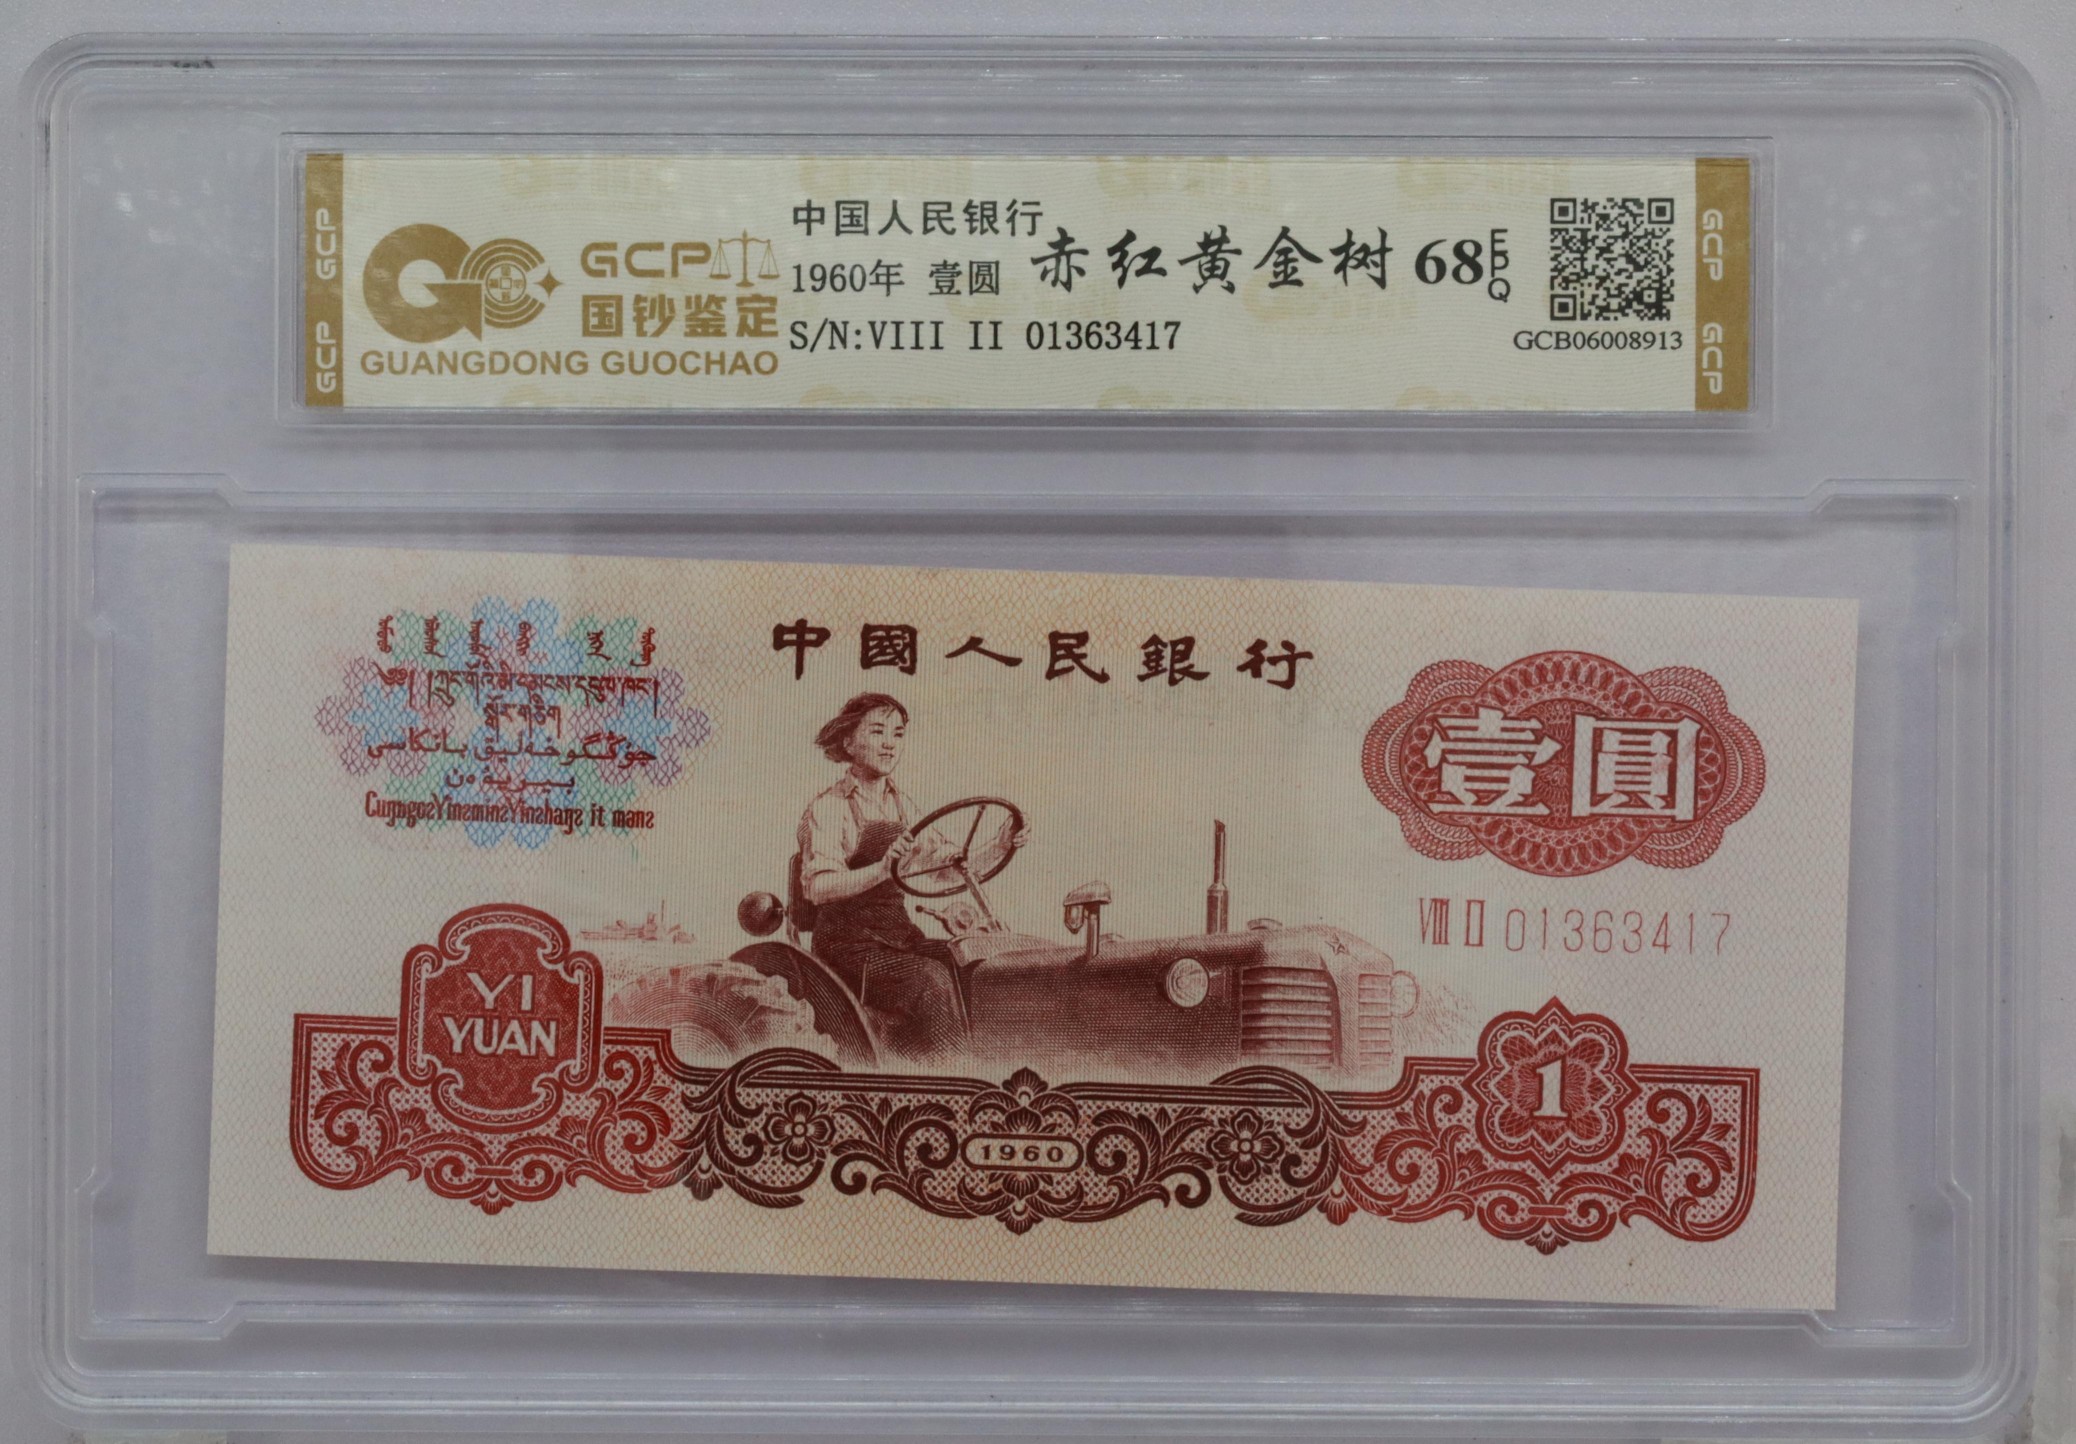 GCP GCP
GCP
国钞鉴定
GUANGDONG GUOCHAO
中国人民银行
1960年 壹圆
S/N:VIII II 01363417
赤红黄金树 68 EPQ
GCB06008913
GCP GCP
中國人民銀行
壹圓
VIII II 01363417
YI
YUAN
1960
1